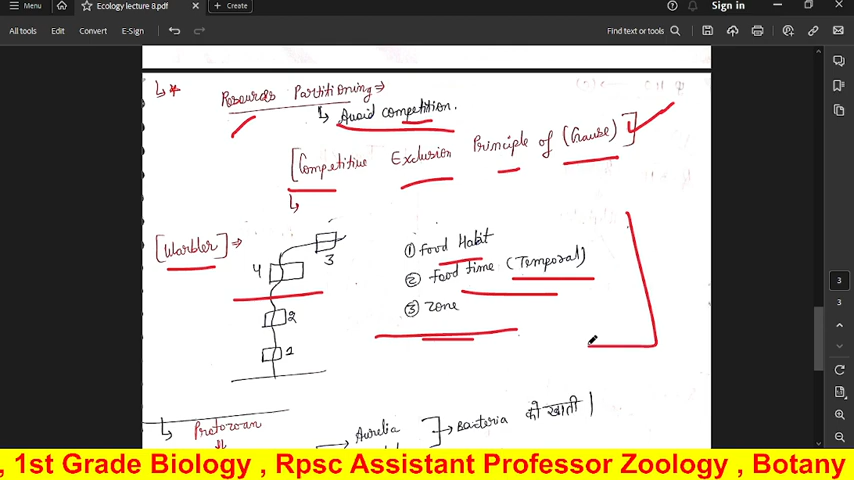 Menu
Ecology lecture 8.pdf
Create
Sign in
All tools
Edit
Convert
E-Sign
Find text or tools
Resources Partitioning
Avoid competition.
[Competitive Exclusion Principle of (Gause)]
[Warbler]
① Food Habit
② Food time (Temporal)
③ Zone
3
4
2
1
3
8
Protozoan
Aurelia
Bacteria को खाती |
, 1st Grade Biology , Rpsc Assistant Professor Zoology , Botany